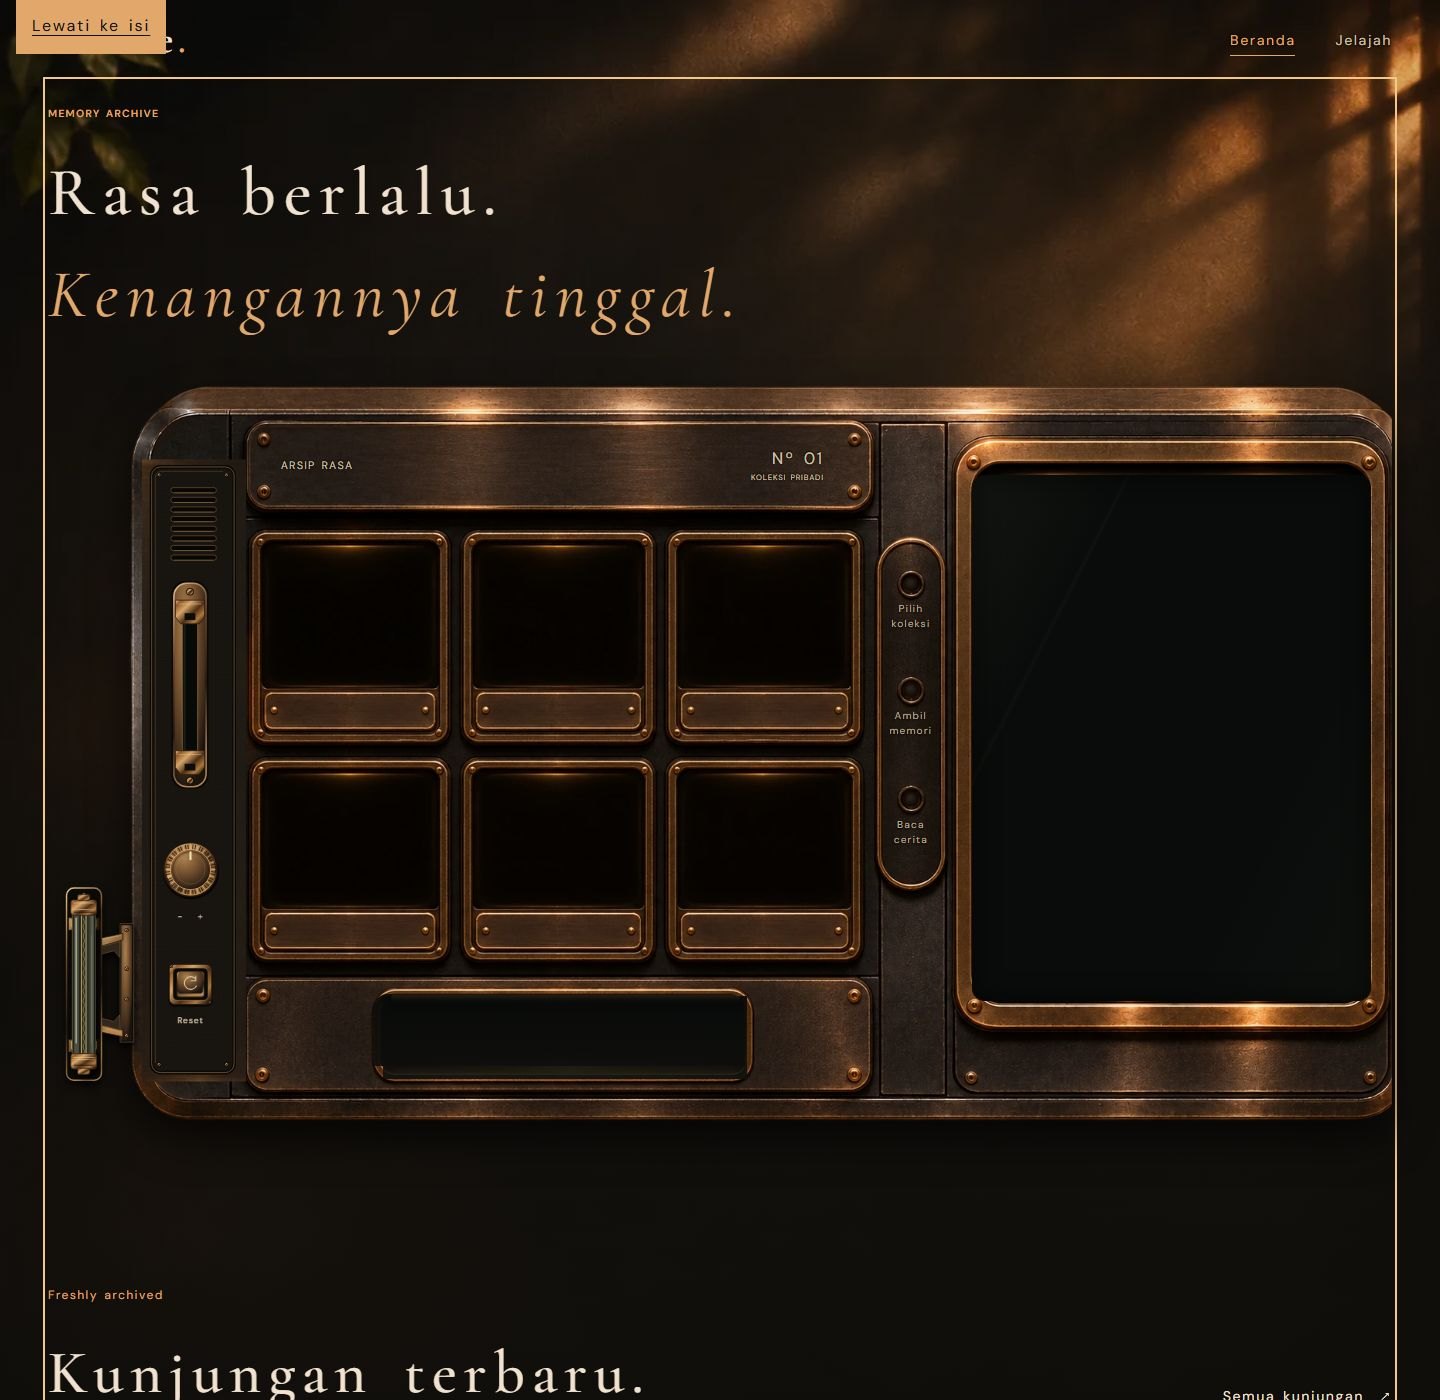 Lewati ke isi
e.
Beranda
Jelajah
MEMORY ARCHIVE
Rasa berlalu.
Kenangannya tinggal.
ARSIP RASA
Nº 01
KOLEKSI PRIBADI
Pilih
koleksi
Ambil
memori
Baca
cerita
- +
Reset
Freshly archived
Kunjungan terbaru.
Semua kunjungan ↗